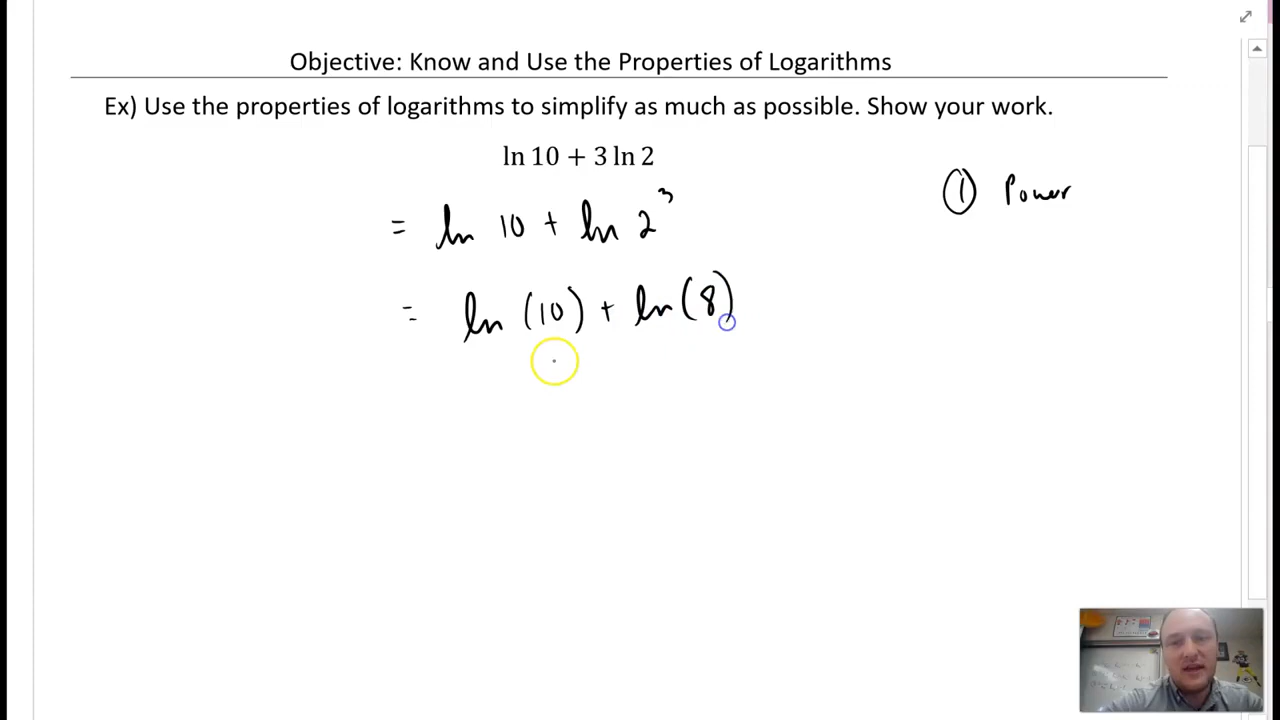 Objective: Know and Use the Properties of Logarithms
Ex) Use the properties of logarithms to simplify as much as possible. Show your work.
ln 10 + 3 ln 2
① Power
= ln 10 + ln 2³
= ln (10) + ln (8)